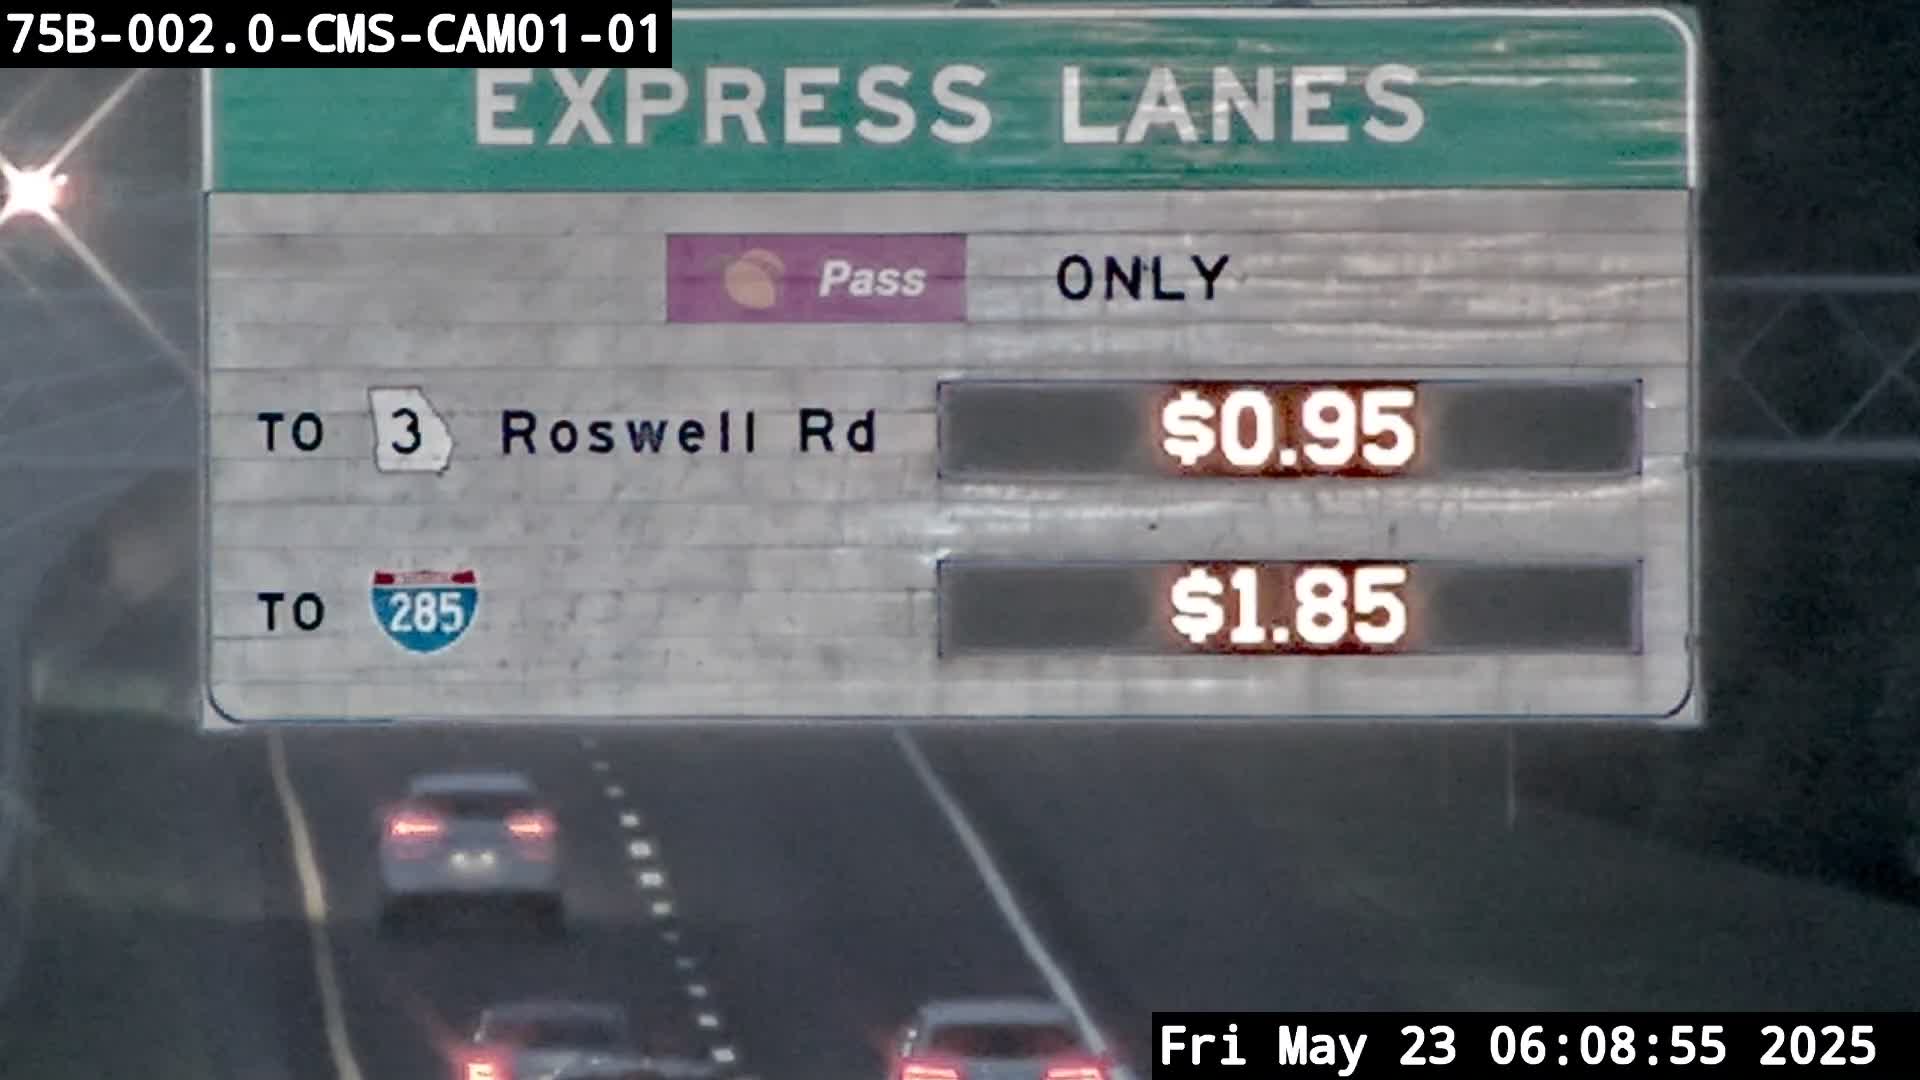 75B-002.0-CMS-CAM01-01
EXPRESS LANES
Pass ONLY
TO 3 Roswell Rd $0.95
TO 285 $1.85
Fri May 23 06:08:55 2025